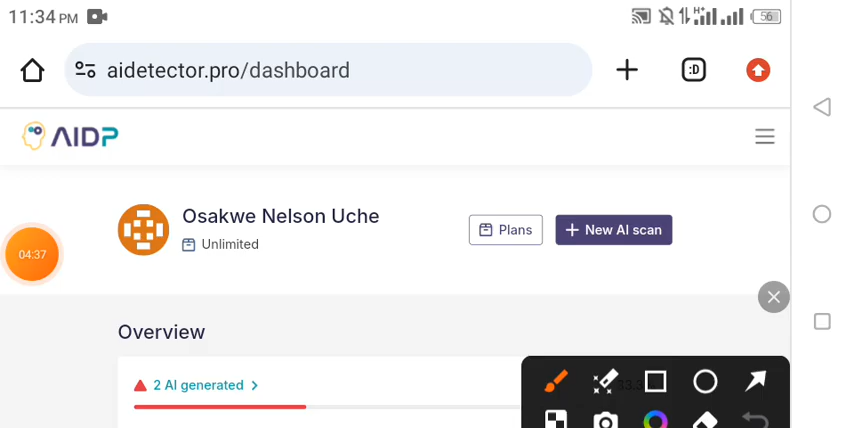 11:34 PM H+ 56
aidetector.pro/dashboard :D
AIDP
Osakwe Nelson Uche
Unlimited
Plans
New AI scan
04:37
Overview
2 AI generated